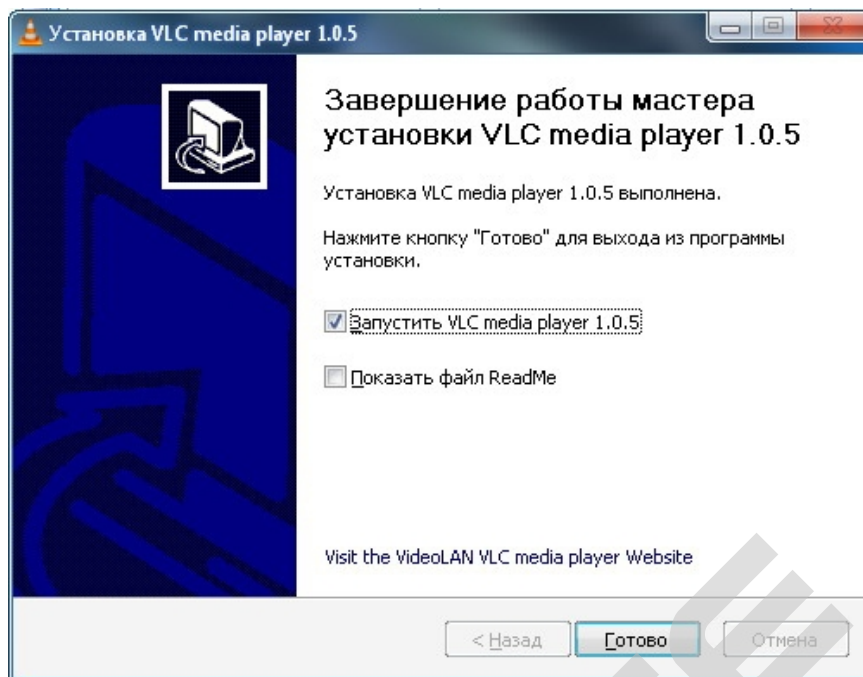 Установка VLC media player 1.0.5
Завершение работы мастера
установки VLC media player 1.0.5
Установка VLC media player 1.0.5 выполнена.
Нажмите кнопку "Готово" для выхода из программы
установки.
Запустить VLC media player 1.0.5
Показать файл ReadMe
Visit the VideoLAN VLC media player Website
< Назад
Готово
Отмена